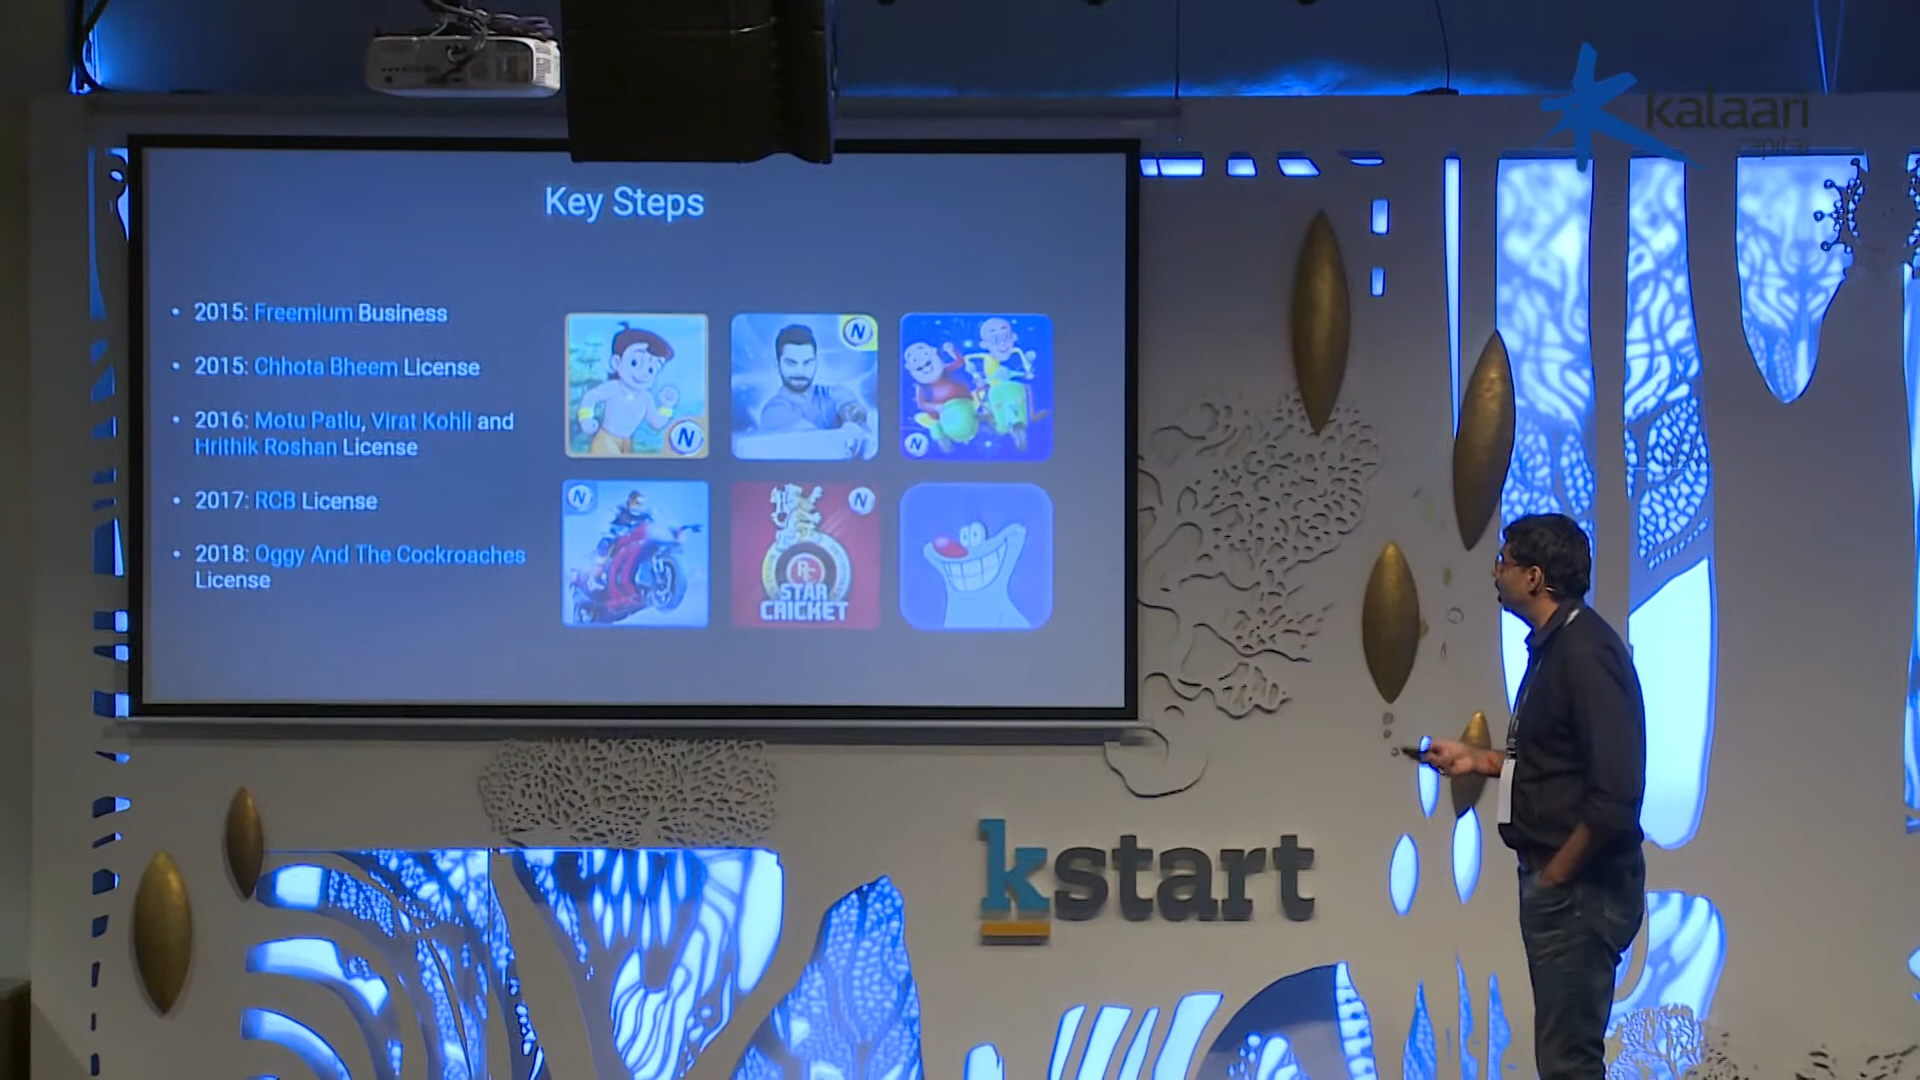 kalaari
capital
Key Steps
• 2015: Freemium Business
• 2015: Chhota Bheem License
• 2016: Motu Patlu, Virat Kohli and
Hrithik Roshan License
• 2017: RCB License
• 2018: Oggy And The Cockroaches
License
N
N
N
N
N
STAR
CRICKET
kstart